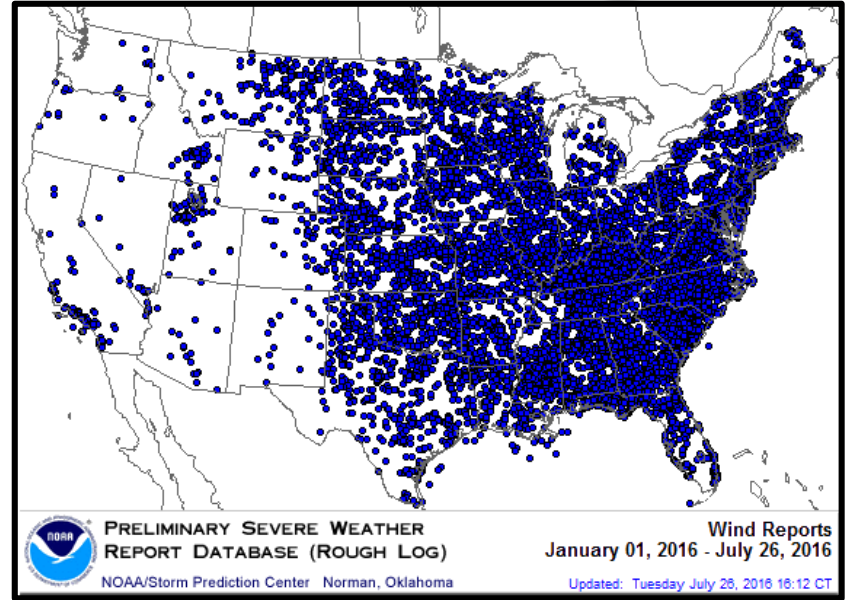 NOAA
PRELIMINARY SEVERE WEATHER
REPORT DATABASE (ROUGH LOG)
NOAA/Storm Prediction Center Norman, Oklahoma
Wind Reports
January 01, 2016 - July 26, 2016
Updated: Tuesday July 26, 2016 16:12 CT